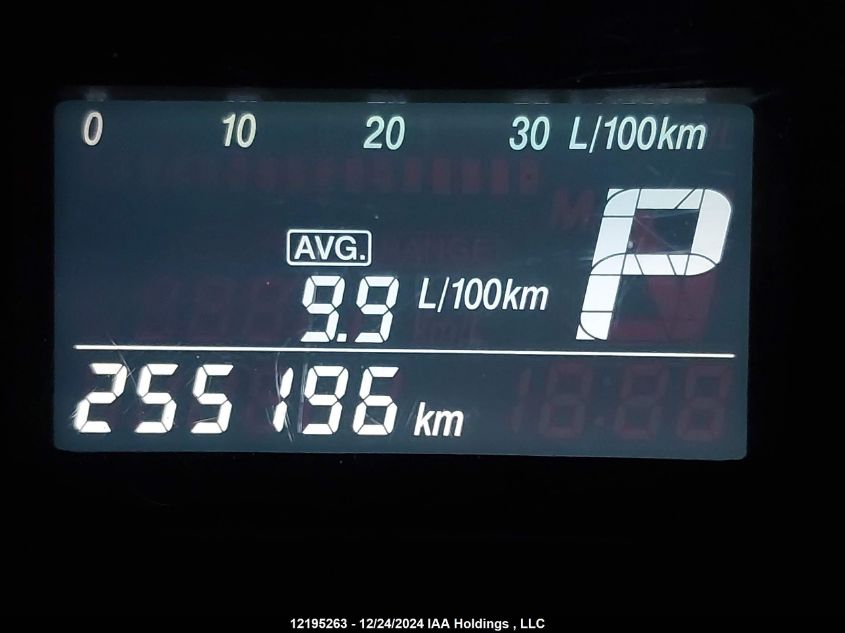 0 10 20 30 L/100km
P
AVG.
9.9 L/100km
255196 km
12195263 - 12/24/2024 IAA Holdings , LLC